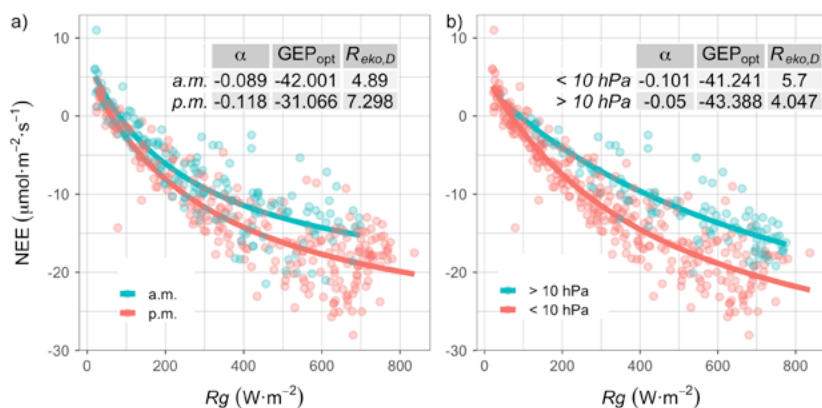 a)
α GEPopt Reko,D
a.m. -0.089 -42.001 4.89
p.m. -0.118 -31.066 7.298
NEE (μmol·m⁻²·s⁻¹)
10
0
-10
-20
-30
a.m.
p.m.
0 200 400 600 800
Rg (W·m⁻²)
b)
α GEPopt Reko,D
< 10 hPa -0.101 -41.241 5.7
> 10 hPa -0.05 -43.388 4.047
10
0
-10
-20
-30
> 10 hPa
< 10 hPa
0 200 400 600 800
Rg (W·m⁻²)